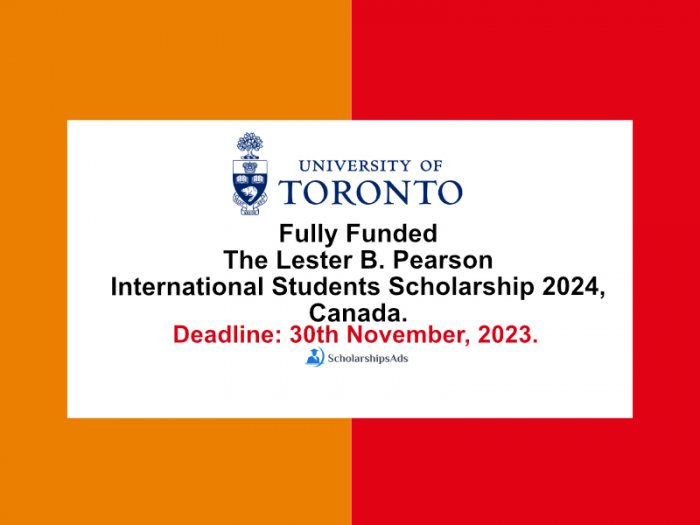 UNIVERSITY OF
TORONTO
Fully Funded
The Lester B. Pearson
International Students Scholarship 2024,
Canada.
Deadline: 30th November, 2023.
ScholarshipsAds